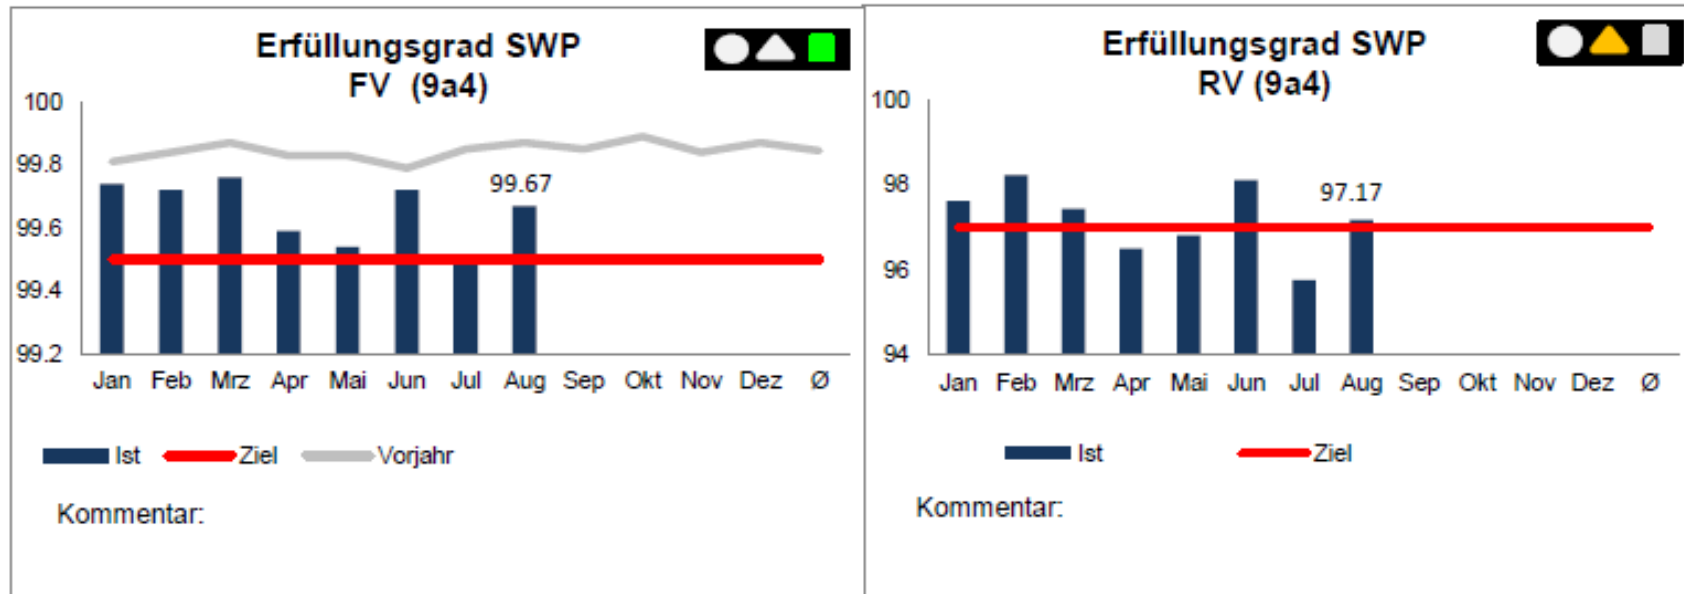 Erfüllungsgrad SWP
FV (9a4)
100
99.8
99.6
99.4
99.2
99.67
Jan Feb Mrz Apr Mai Jun Jul Aug Sep Okt Nov Dez Ø
Ist Ziel Vorjahr
Kommentar:
Erfüllungsgrad SWP
RV (9a4)
100
98
96
94
97.17
Jan Feb Mrz Apr Mai Jun Jul Aug Sep Okt Nov Dez Ø
Ist Ziel
Kommentar: